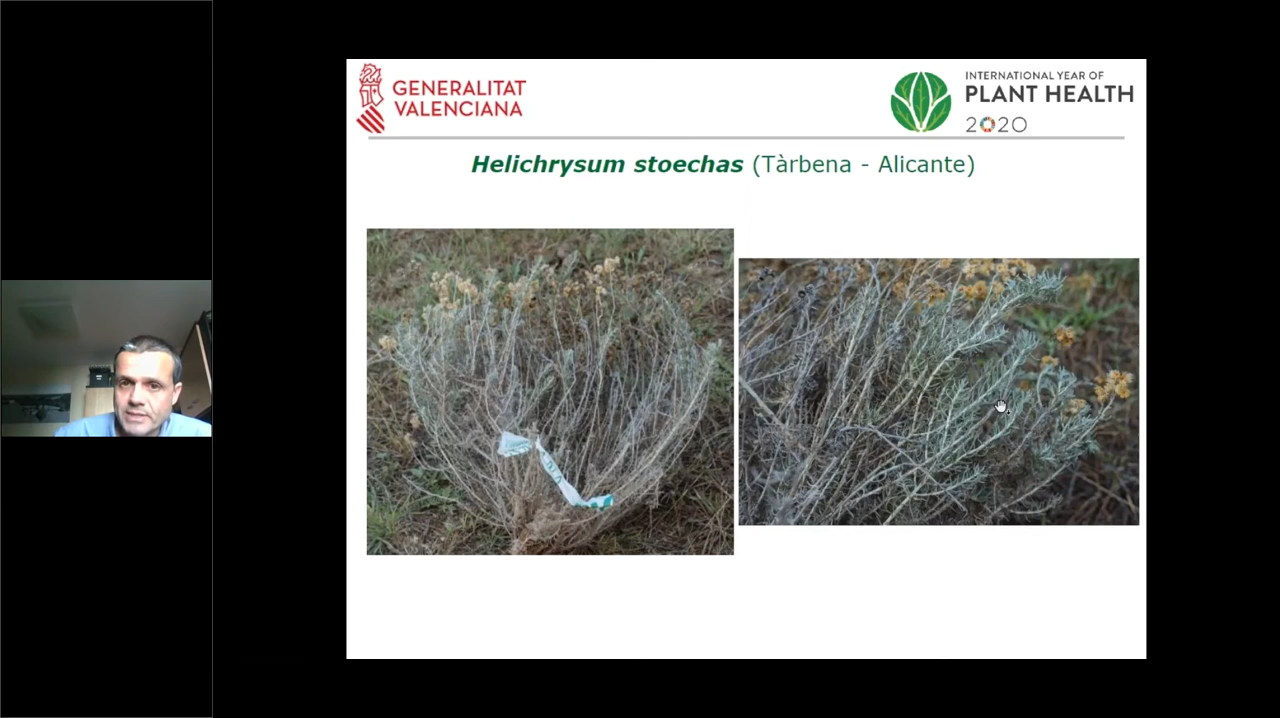 GENERALITAT
VALENCIANA
INTERNATIONAL YEAR OF
PLANT HEALTH
2020
Helichrysum stoechas (Tàrbena - Alicante)